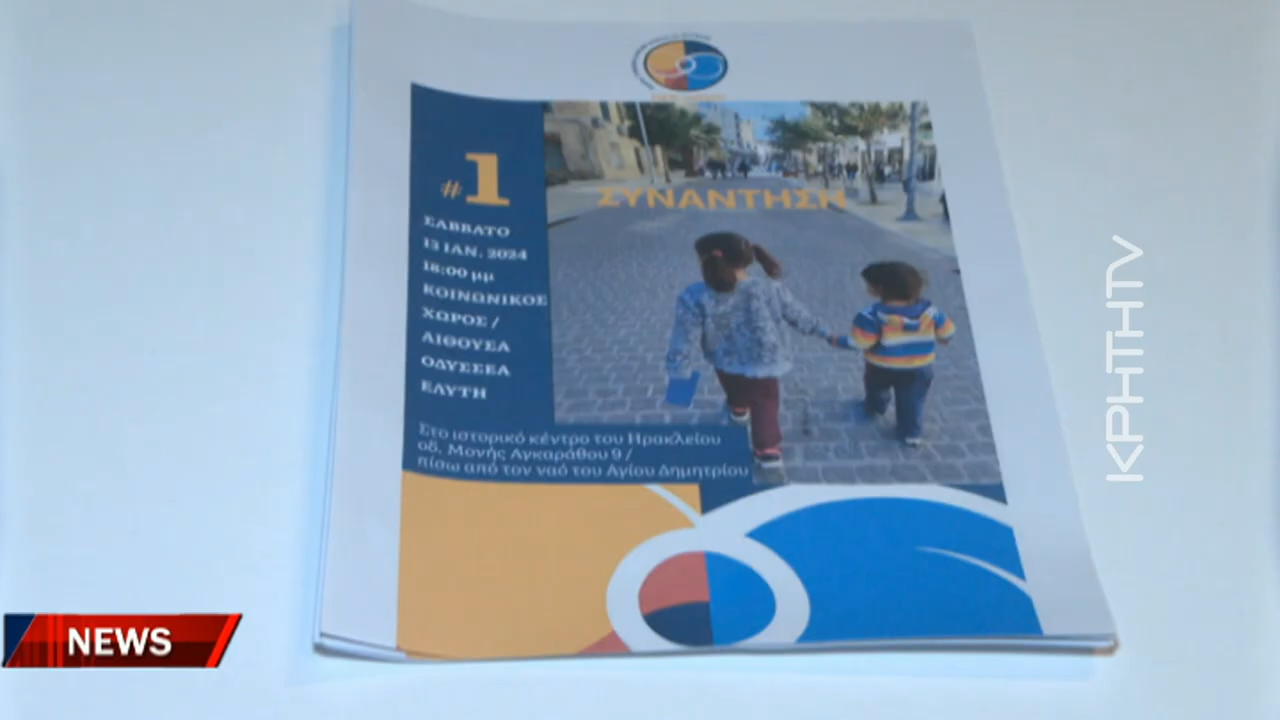 #1
ΣΑΒΒΑΤΟ
13 ΙΑΝ. 2024
18:00 μμ
ΚΟΙΝΩΝΙΚΟΣ
ΧΩΡΟΣ /
ΑΙΘΟΥΣΑ
ΟΔΥΣΣΕΑ
ΕΛΥΤΗ
ΣΥΝΑΝΤΗΣΗ
Στο ιστορικό κέντρο του Ηρακλείου
οδ. Μονής Αγκαράθου 9 /
πίσω από τον ναό του Αγίου Δημητρίου
ΚΡΗΤΗTV
NEWS